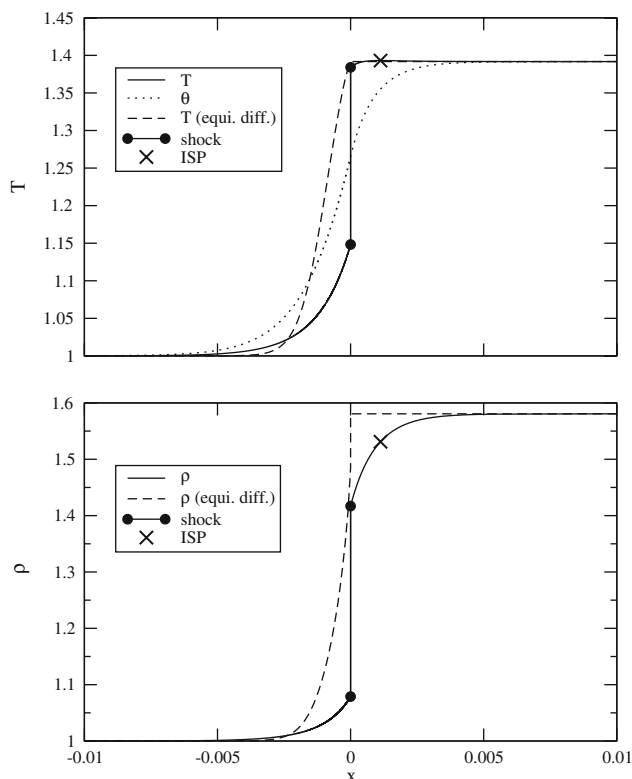 1.45
1.4
1.35
1.3
1.25
1.2
1.15
1.1
1.05
1
T
T
θ
T (equi. diff.)
shock
ISP
1.6
1.5
1.4
1.3
1.2
1.1
1
ρ
ρ
ρ (equi. diff.)
shock
ISP
-0.01 -0.005 0 0.005 0.01
x